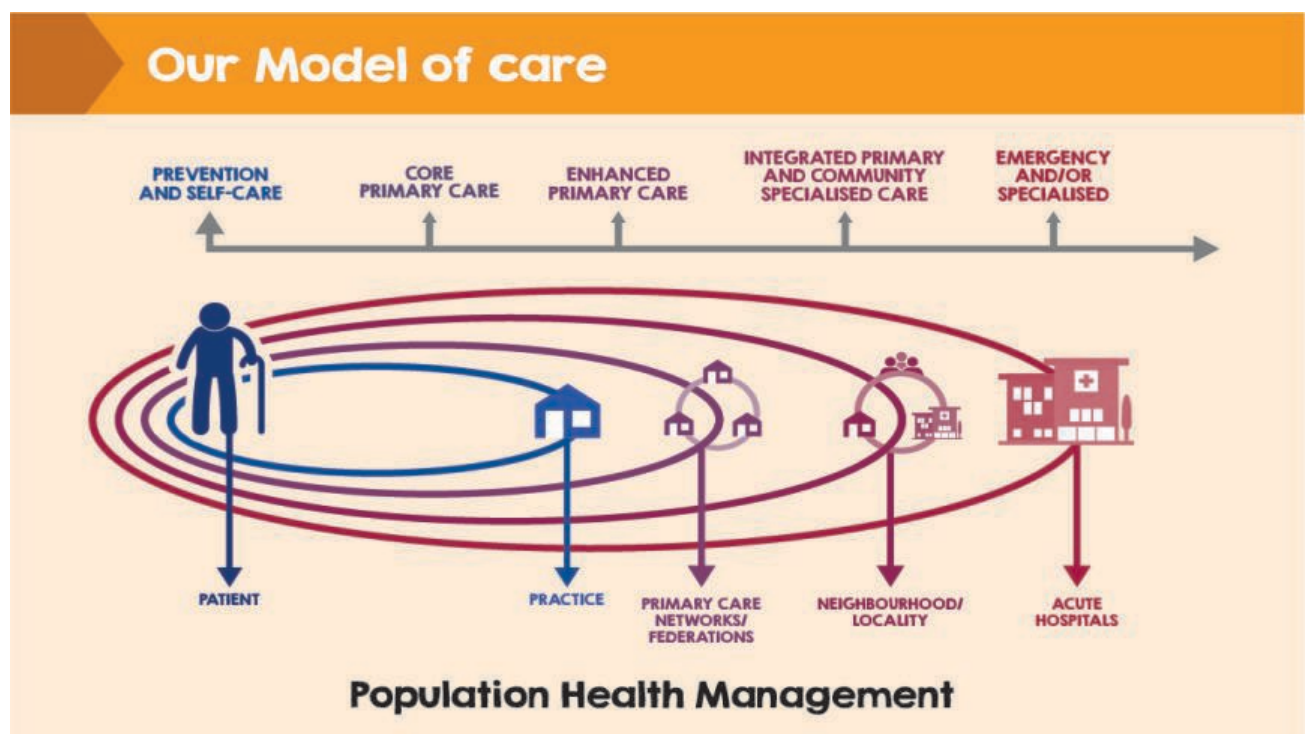 Our Model of care
PREVENTION
AND SELF-CARE
CORE
PRIMARY CARE
ENHANCED
PRIMARY CARE
INTEGRATED PRIMARY
AND COMMUNITY
SPECIALISED CARE
EMERGENCY
AND/OR
SPECIALISED
PATIENT
PRACTICE
PRIMARY CARE
NETWORKS/
FEDERATIONS
NEIGHBOURHOOD/
LOCALITY
ACUTE
HOSPITALS
Population Health Management